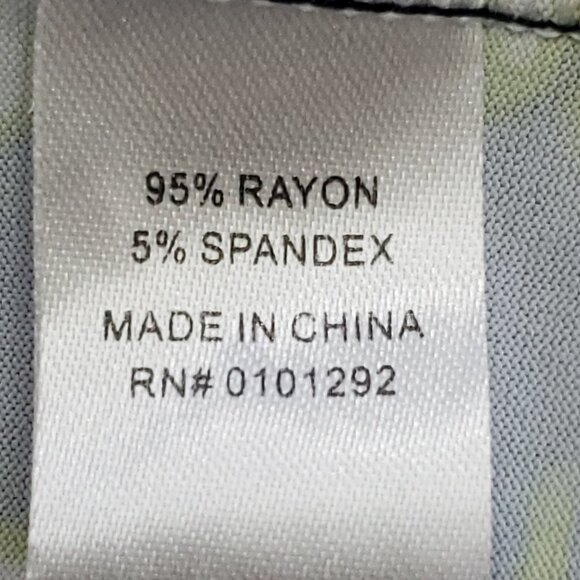 95% RAYON
5% SPANDEX
MADE IN CHINA
RN# 0101292